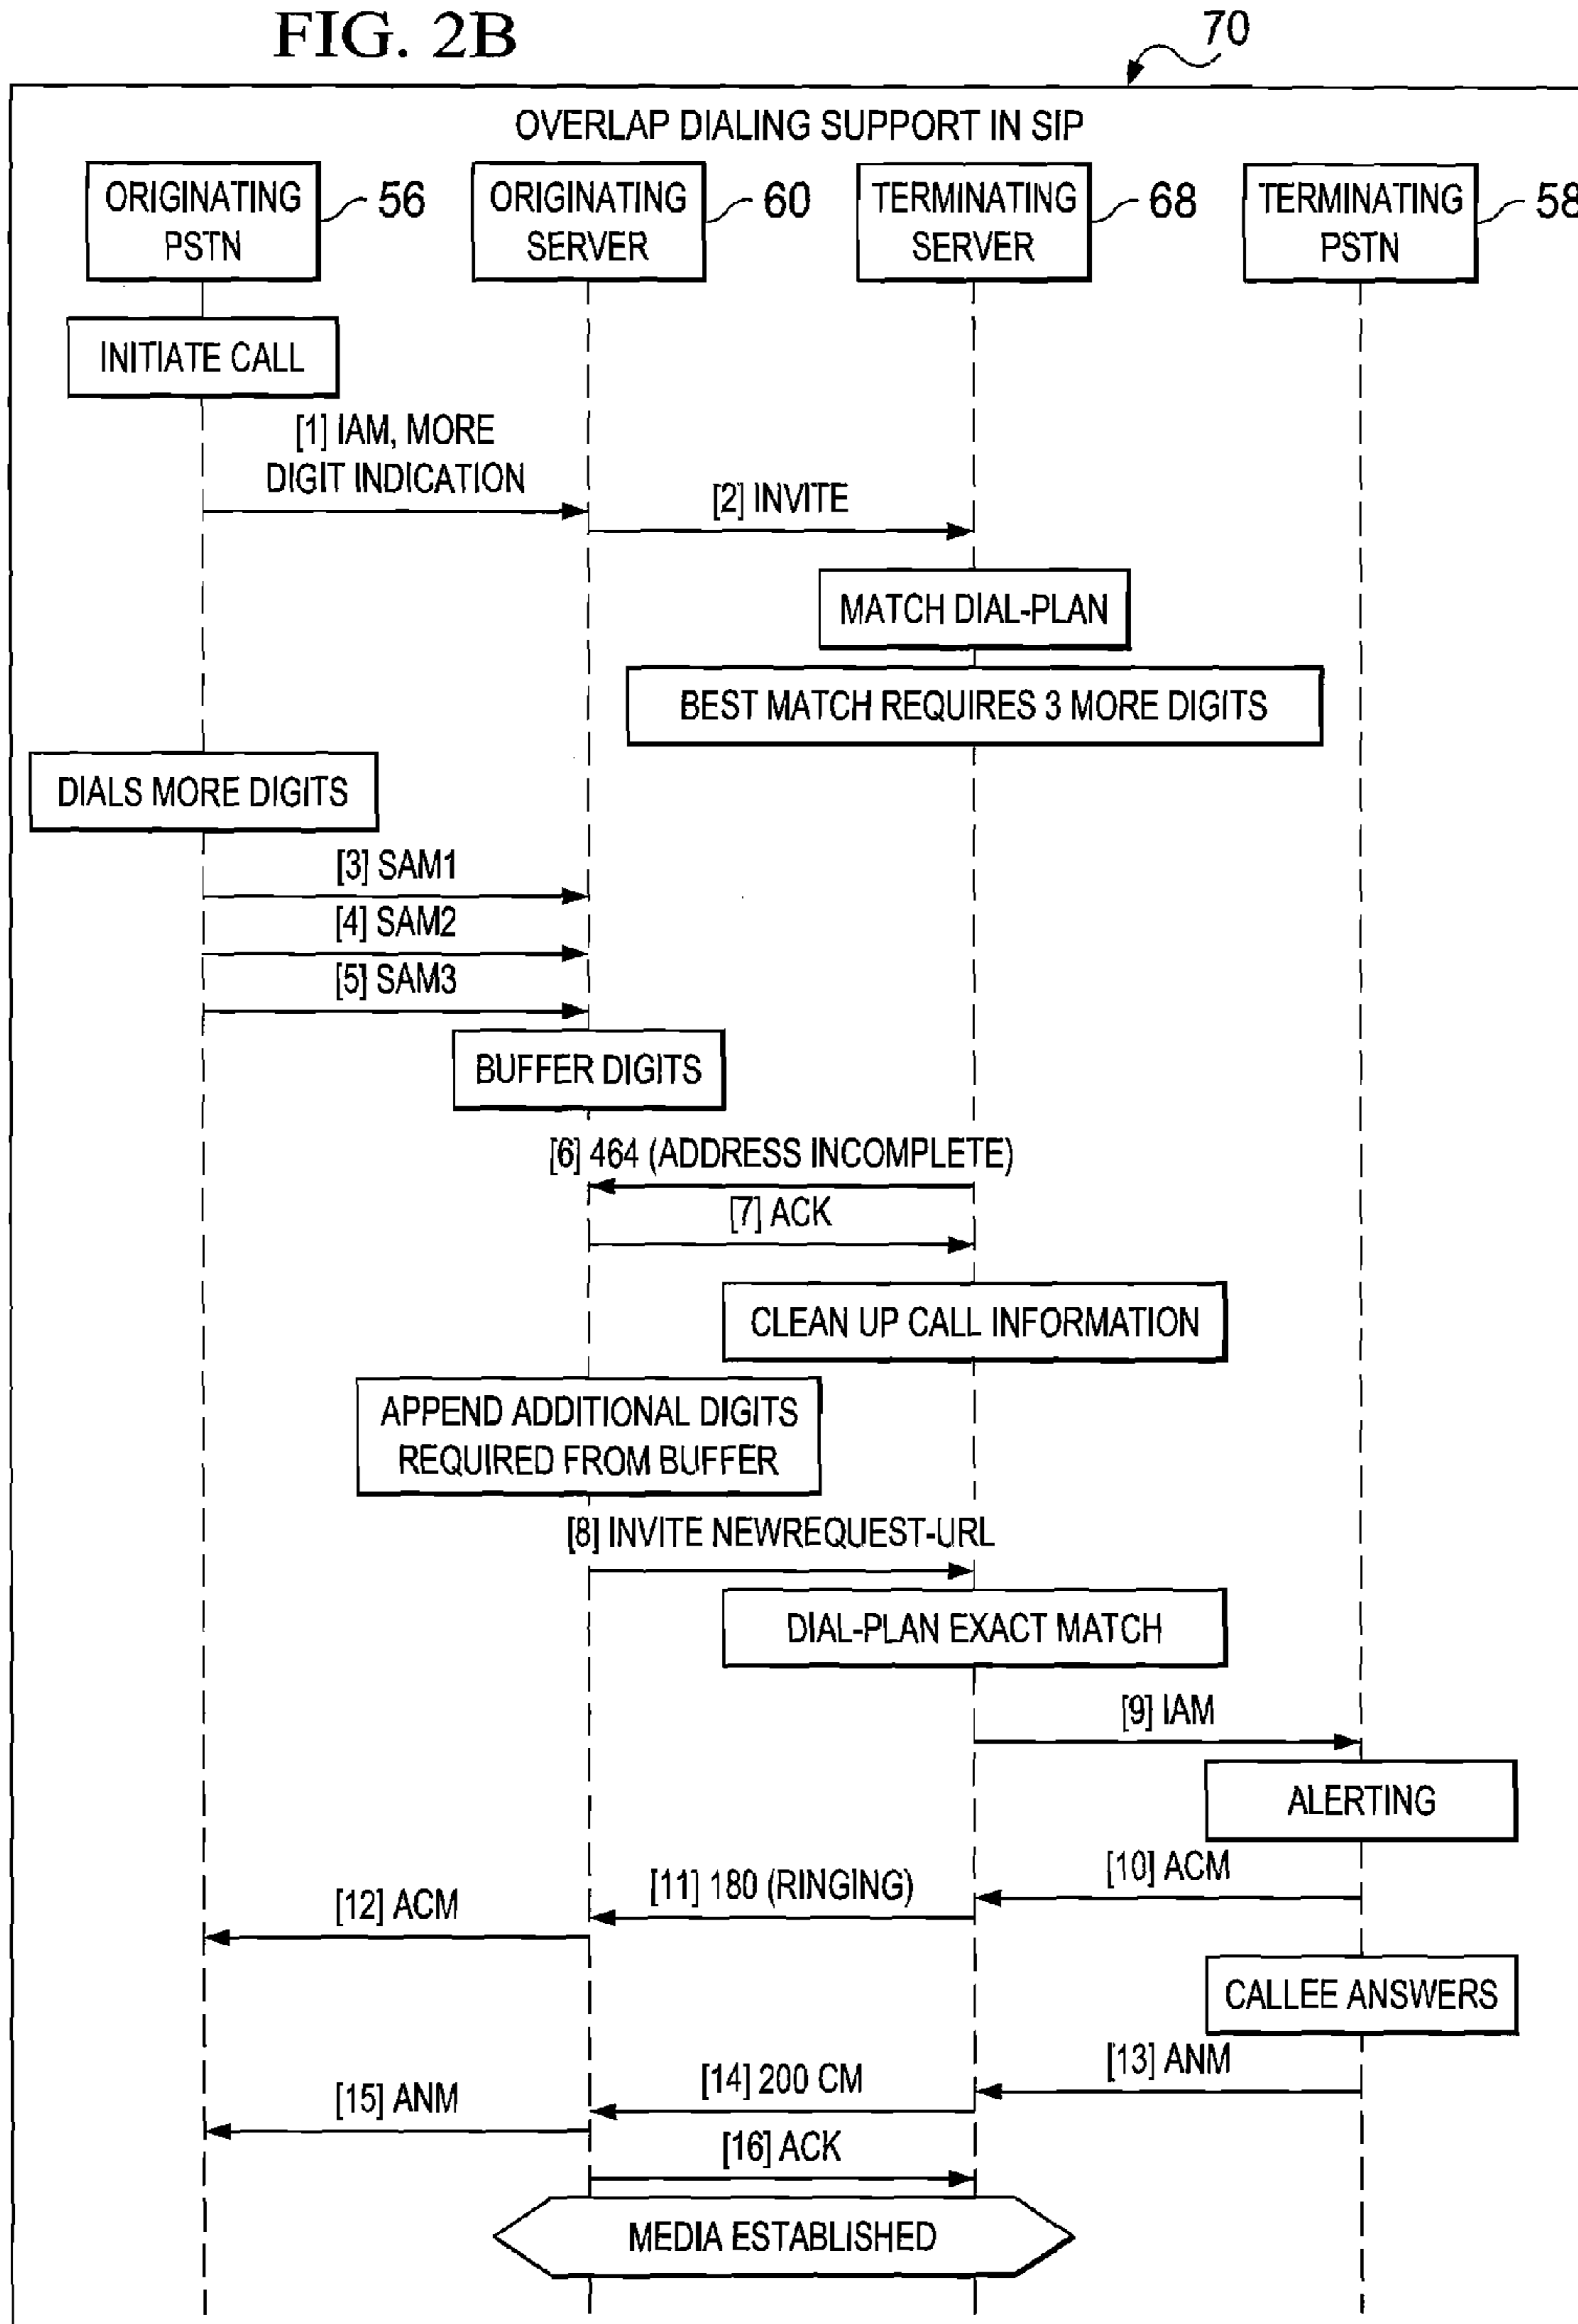 FIG. 2B
70
OVERLAP DIALING SUPPORT IN SIP
ORIGINATING
PSTN
56
ORIGINATING
SERVER
60
TERMINATING
SERVER
68
TERMINATING
PSTN
58
INITIATE CALL
[1] IAM, MORE
DIGIT INDICATION
[2] INVITE
MATCH DIAL-PLAN
BEST MATCH REQUIRES 3 MORE DIGITS
DIALS MORE DIGITS
[3] SAM1
[4] SAM2
[5] SAM3
BUFFER DIGITS
[6] 464 (ADDRESS INCOMPLETE)
[7] ACK
CLEAN UP CALL INFORMATION
APPEND ADDITIONAL DIGITS
REQUIRED FROM BUFFER
[8] INVITE NEWREQUEST-URL
DIAL-PLAN EXACT MATCH
[9] IAM
ALERTING
[10] ACM
[11] 180 (RINGING)
[12] ACM
CALLEE ANSWERS
[13] ANM
[14] 200 CM
[15] ANM
[16] ACK
MEDIA ESTABLISHED